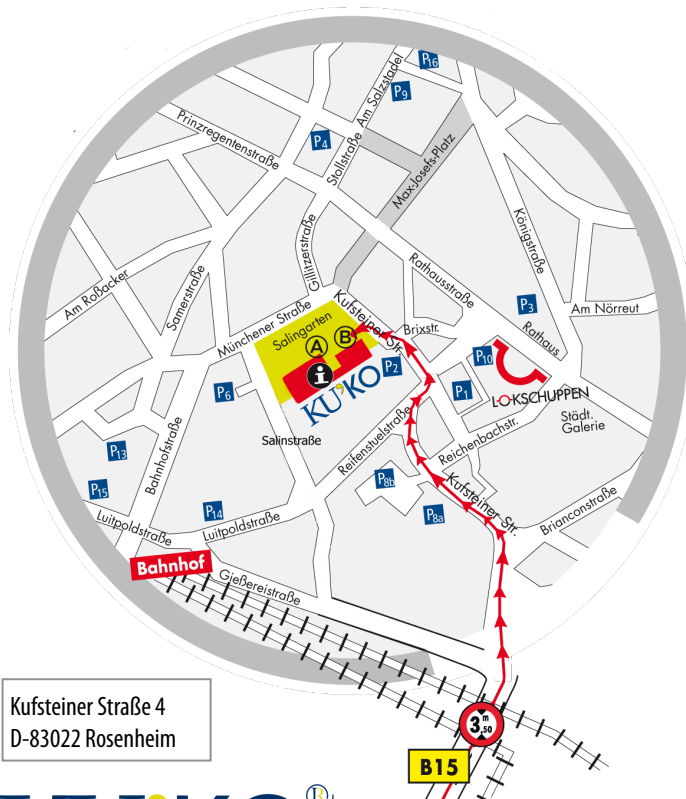 P16
Am Salzstadel
P9
Prinzregentenstraße
P4
Stollstraße
Max-Josefs-Platz
Königstraße
Gillitzerstraße
Rathausstraße
Am Roßacker
Samerstraße
P3
Am Nörreut
Münchener Straße
Salingarten
A
B
Kufsteiner Str.
Brixstr.
Rathaus
i
KU'KO
P2
P10
P1
LOKSCHUPPEN
Städt.
Galerie
P6
Salinstraße
Reifenstuelstraße
Reichenbachstr.
Bahnhofstraße
P13
P15
P8b
Kufsteiner Str.
P14
P8a
Brianconstraße
Luitpoldstraße
Luitpoldstraße
Bahnhof
Gießereistraße
Kufsteiner Straße 4
D-83022 Rosenheim
3,50 m
B15
KU'KO®